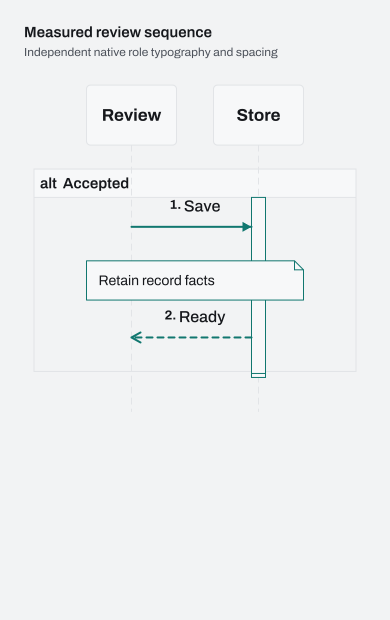 Measured review sequence
Independent native role typography and spacing
Review
Store
alt Accepted
1. Save
Retain record facts
2. Ready